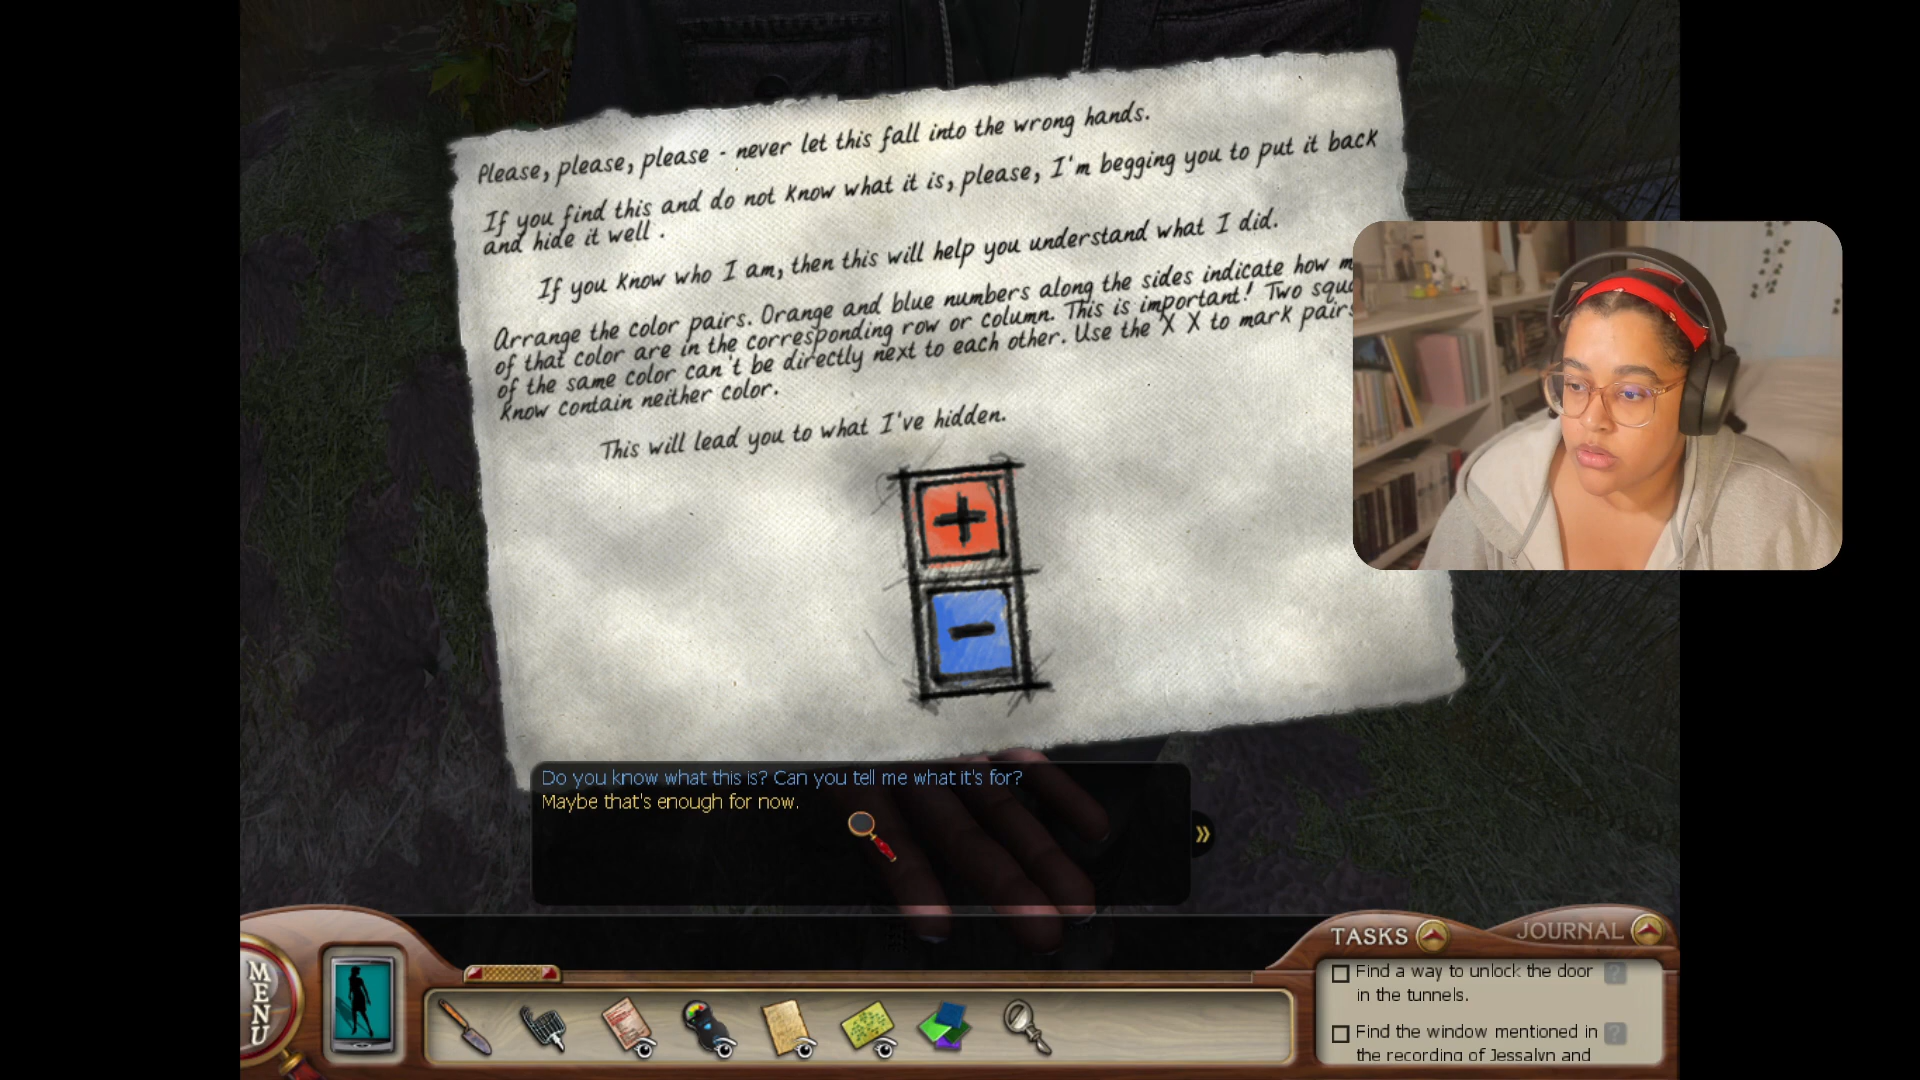 Please, please, please - never let this fall into the wrong hands.
If you find this and do not know what it is, please, I'm begging you to put it back
and hide it well .
If you know who I am, then this will help you understand what I did.
Arrange the color pairs. Orange and blue numbers along the sides indicate how m
of that color are in the corresponding row or column. This is important! Two squ
of the same color can't be directly next to each other. Use the X X to mark pairs
know contain neither color.
This will lead you to what I've hidden.
+
-
Do you know what this is? Can you tell me what it's for?
Maybe that's enough for now.
»
MENU
TASKS
JOURNAL
Find a way to unlock the door ?
in the tunnels.
Find the window mentioned in ?
the recording of Jessalyn and